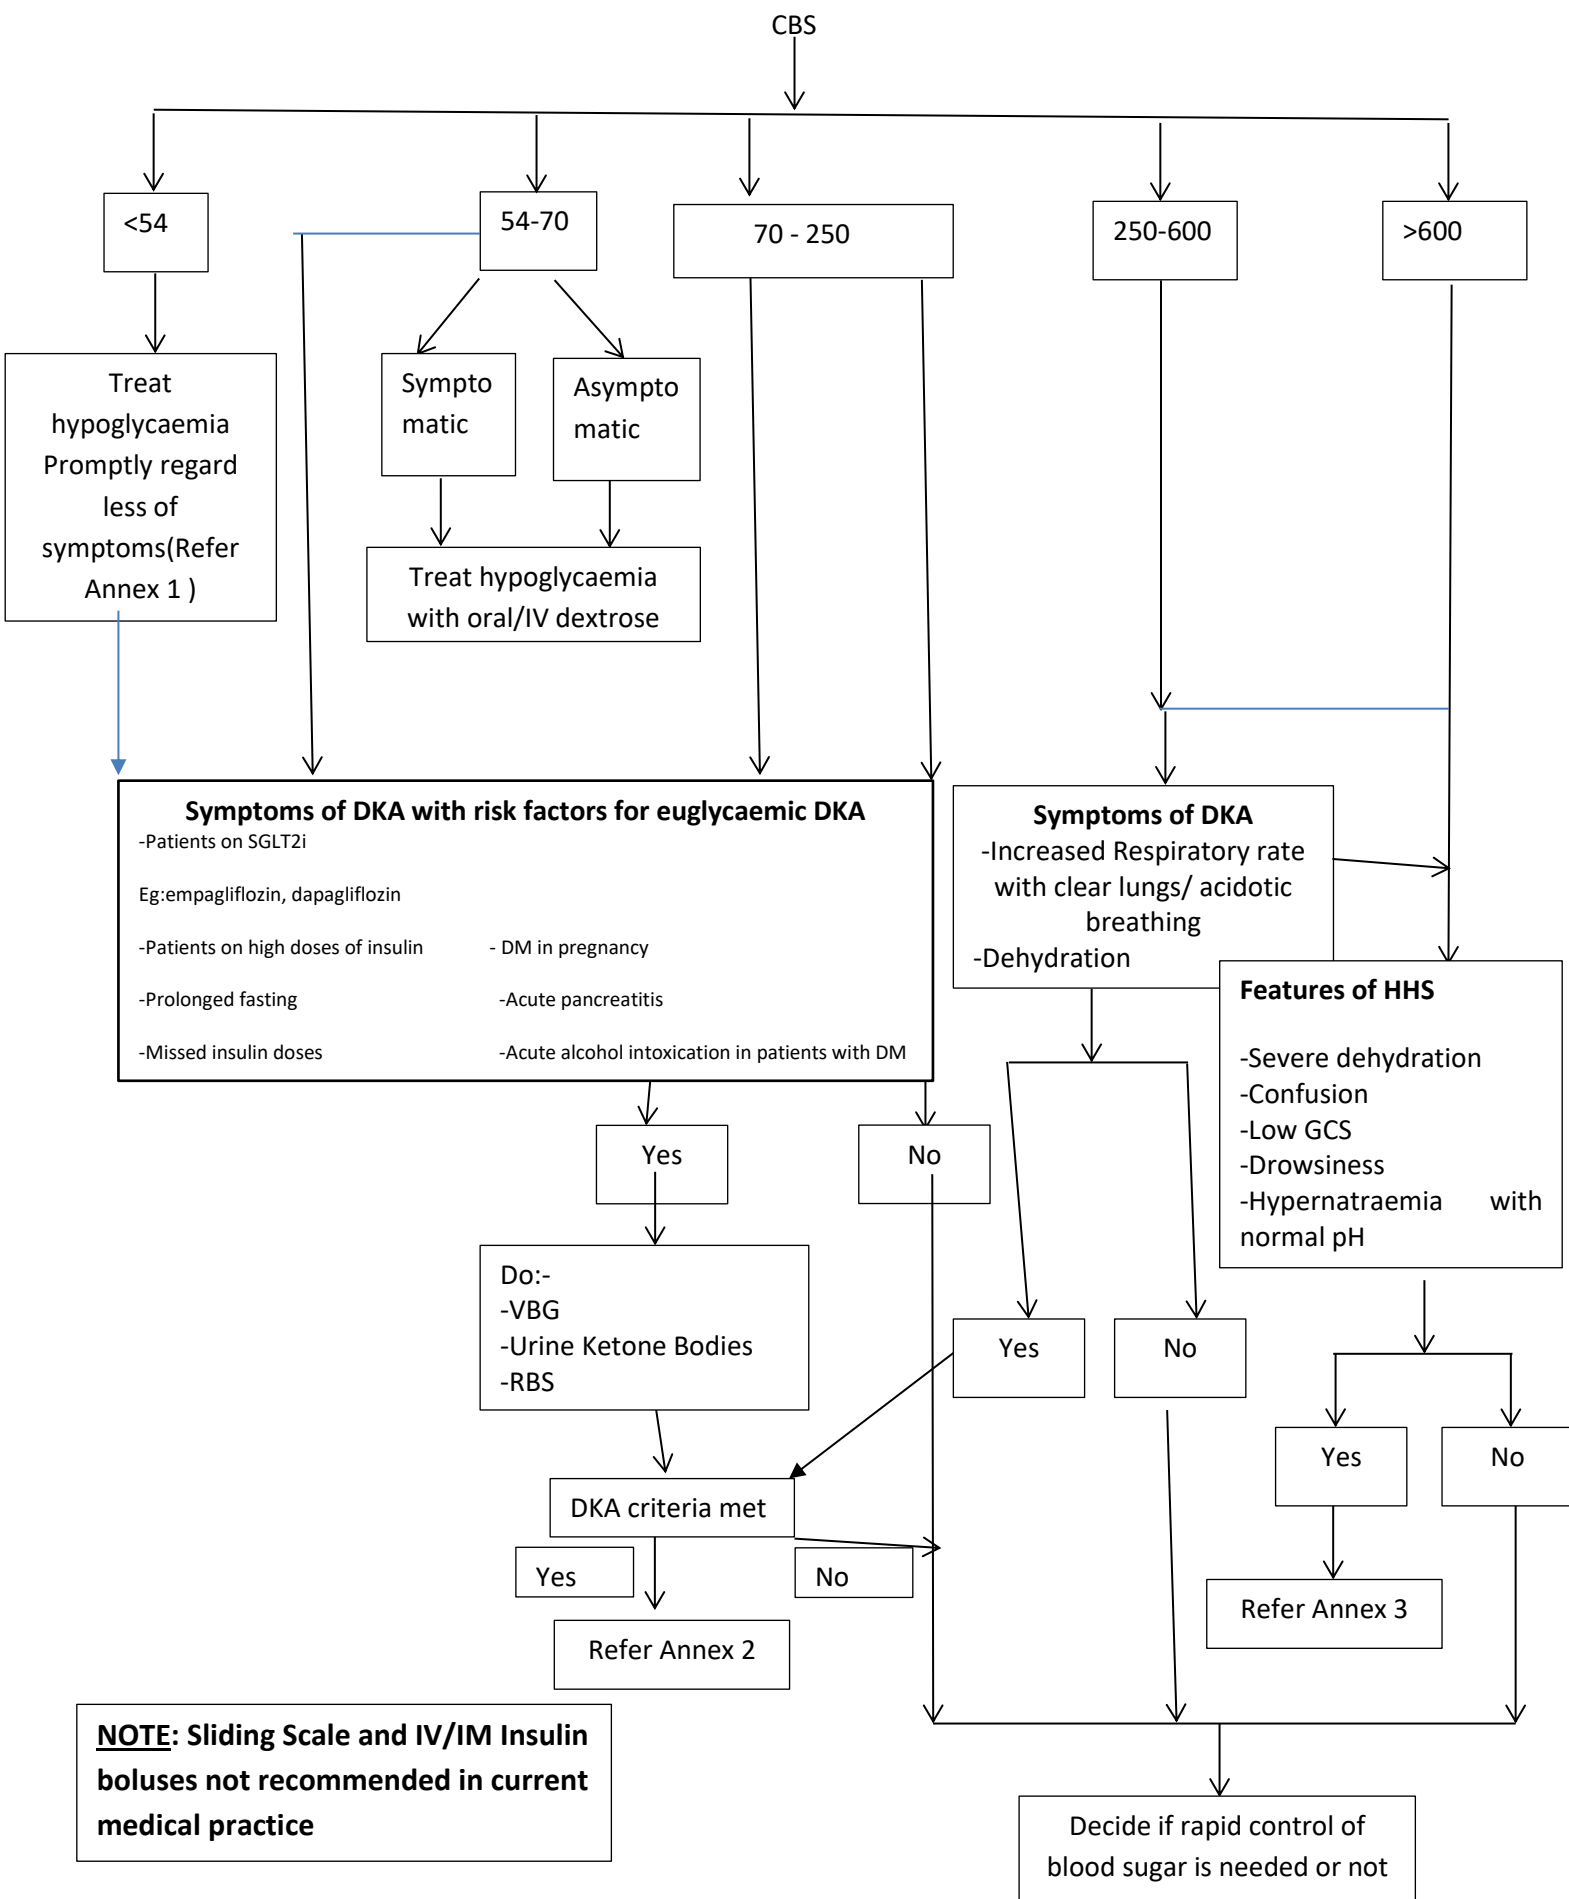 CBS
<54
54-70
70 - 250
250-600
>600
Treat
hypoglycaemia
Promptly regard
less of
symptoms(Refer
Annex 1 )
Sympto
matic
Asympto
matic
Treat hypoglycaemia
with oral/IV dextrose
Symptoms of DKA with risk factors for euglycaemic DKA
-Patients on SGLT2i
Eg:empagliflozin, dapagliflozin
-Patients on high doses of insulin - DM in pregnancy
-Prolonged fasting -Acute pancreatitis
-Missed insulin doses -Acute alcohol intoxication in patients with DM
Symptoms of DKA
-Increased Respiratory rate
with clear lungs/ acidotic
breathing
-Dehydration
Features of HHS
-Severe dehydration
-Confusion
-Low GCS
-Drowsiness
-Hypernatraemia with
normal pH
Yes
No
Do:-
-VBG
-Urine Ketone Bodies
-RBS
Yes
No
Yes
No
DKA criteria met
Yes
No
Refer Annex 3
Refer Annex 2
NOTE: Sliding Scale and IV/IM Insulin
boluses not recommended in current
medical practice
Decide if rapid control of
blood sugar is needed or not